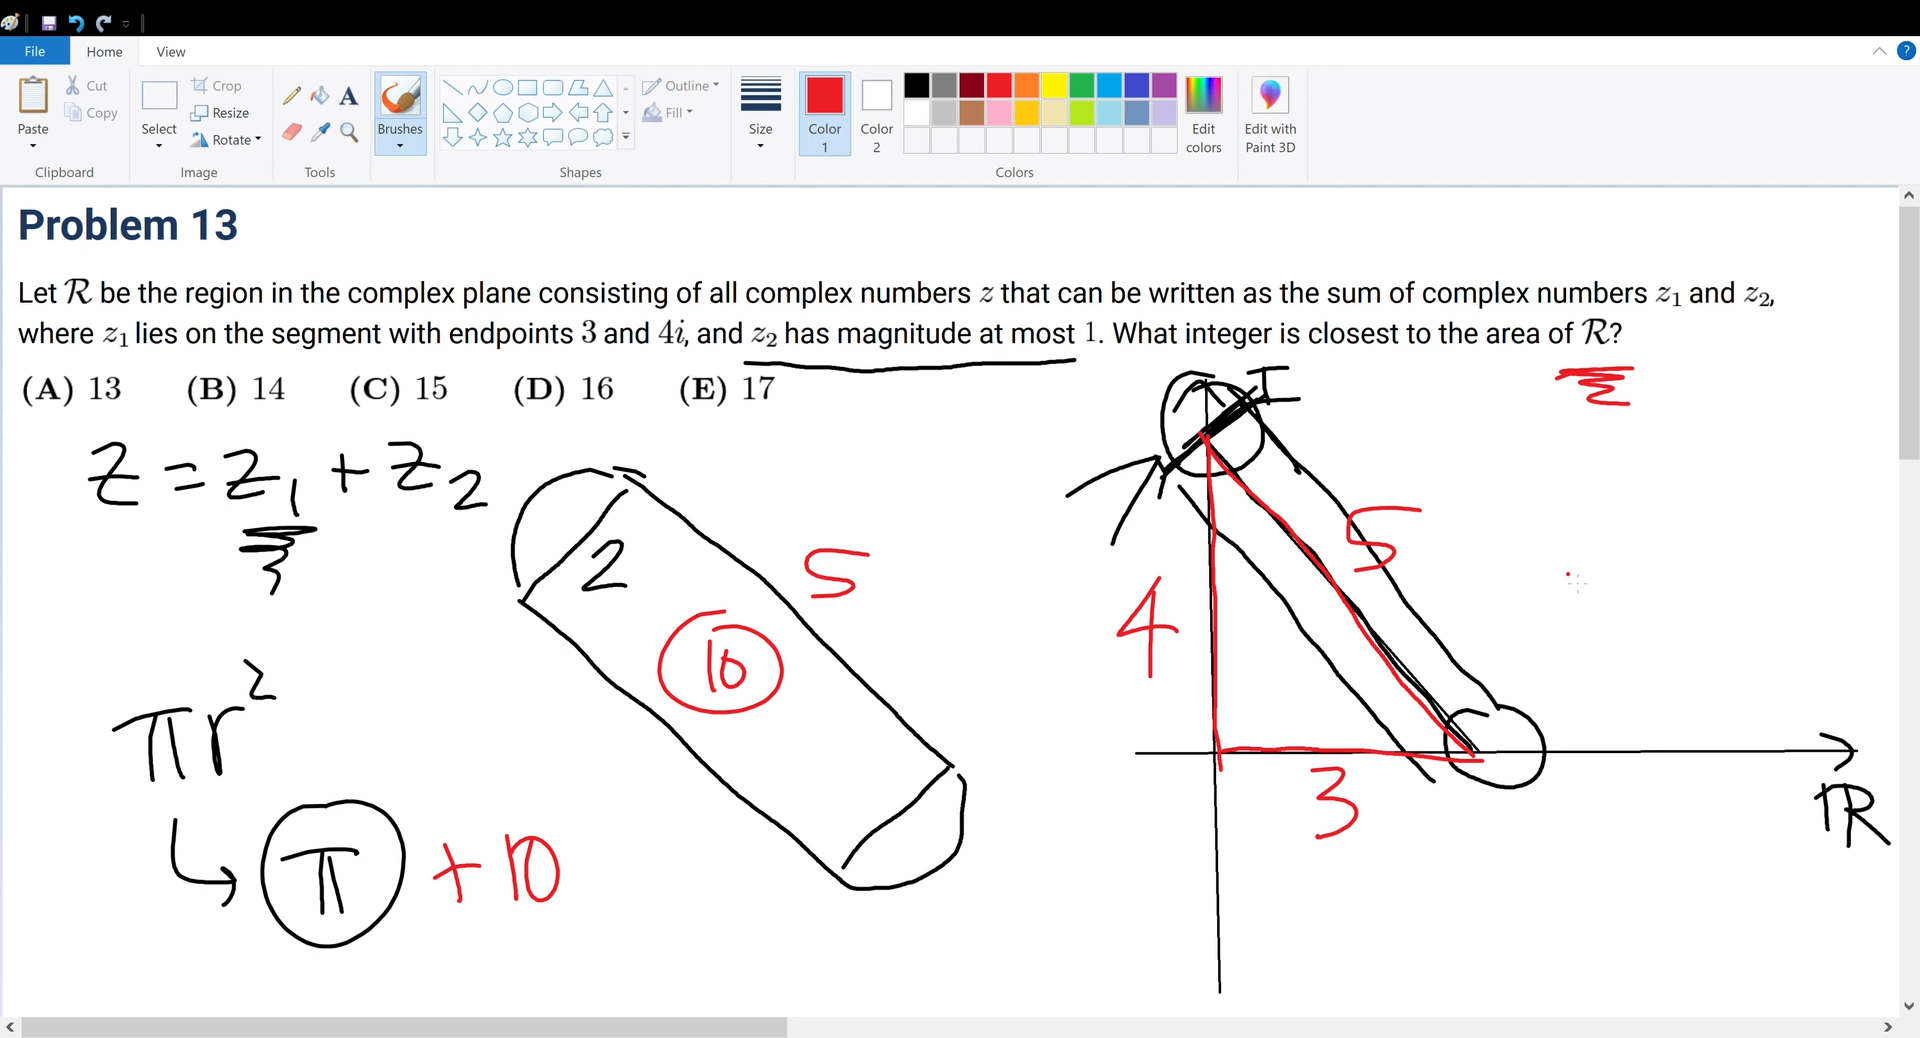 File Home View
Paste
Cut
Copy
Clipboard
Select
Crop
Resize
Rotate
Image
A
Tools
Brushes
Outline
Fill
Shapes
Size
Color 1
Color 2
Edit colors
Edit with Paint 3D
Colors
?
Problem 13
Let R be the region in the complex plane consisting of all complex numbers z that can be written as the sum of complex numbers z₁ and z₂,
where z₁ lies on the segment with endpoints 3 and 4i, and z₂ has magnitude at most 1. What integer is closest to the area of R?
(A) 13 (B) 14 (C) 15 (D) 16 (E) 17
z = z₁ + z₂
2
5
10
πr²
π + 10
I
5
4
3
R